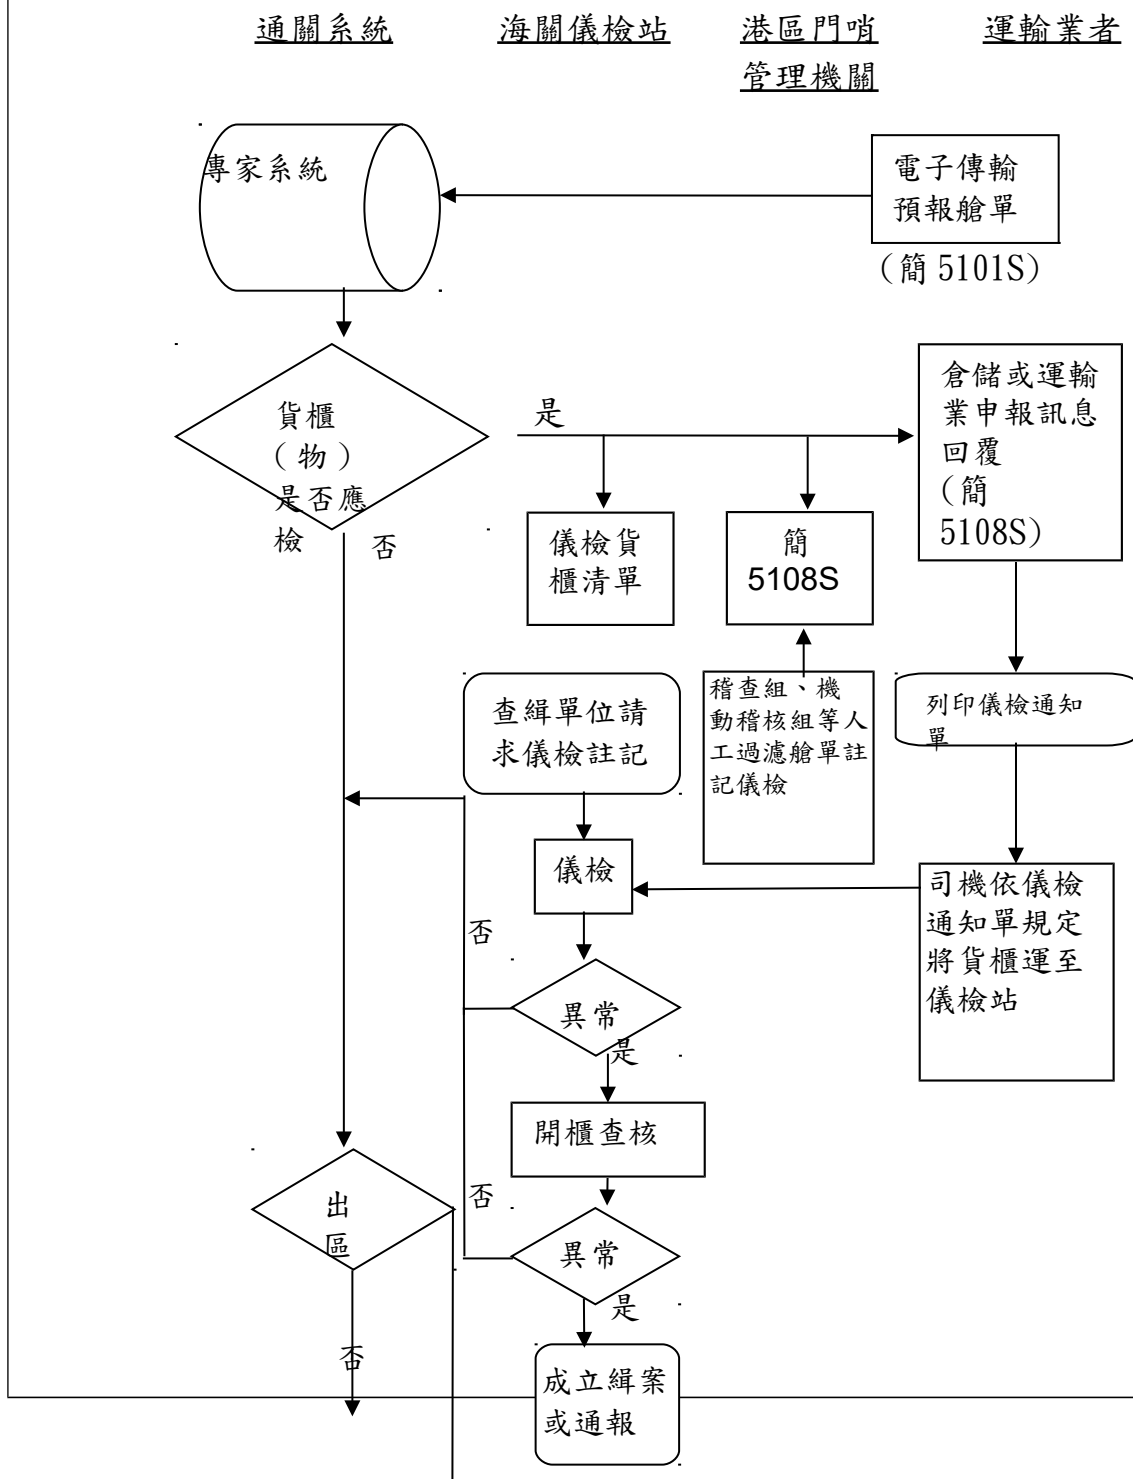 通關系統
海關儀檢站
港區門哨
管理機關
運輸業者
專家系統
電子傳輸
預報艙單
(簡 5101S)
貨櫃
(物)
是否應
檢
是
否
倉儲或運輸
業申報訊息
回覆
(簡
5108S)
儀檢貨
櫃清單
簡
5108S
查緝單位請
求儀檢註記
稽查組、機
動稽核組等人
工過濾艙單註
記儀檢
列印儀檢通知
單
儀檢
司機依儀檢
通知單規定
將貨櫃運至
儀檢站
否
異常
是
開櫃查核
出
區
否
異常
是
否
成立緝案
或通報